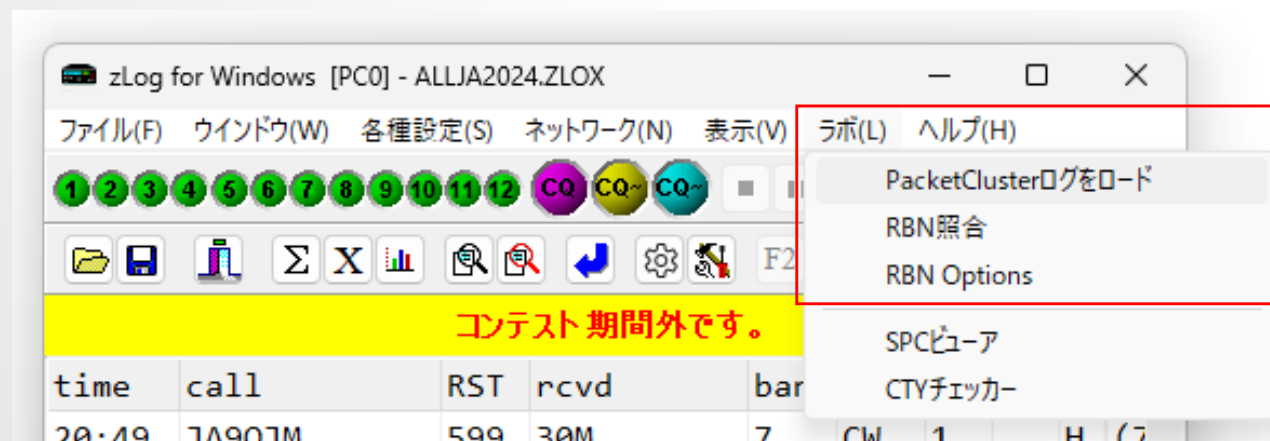 zLog for Windows [PC0] - ALLJA2024.ZLOX
ファイル(F) ウインドウ(W) 各種設定(S) ネットワーク(N) 表示(V) ラボ(L) ヘルプ(H)
1 2 3 4 5 6 7 8 9 10 11 12 CQ CQ~ CQ~
PacketClusterログをロード
RBN照合
Σ X F2
RBN Options
コンテスト期間外です。
SPCビューア
time call RST rcvd
CTYチェッカー
20:49 JA9QJM 599 30M 7 CW 1 H